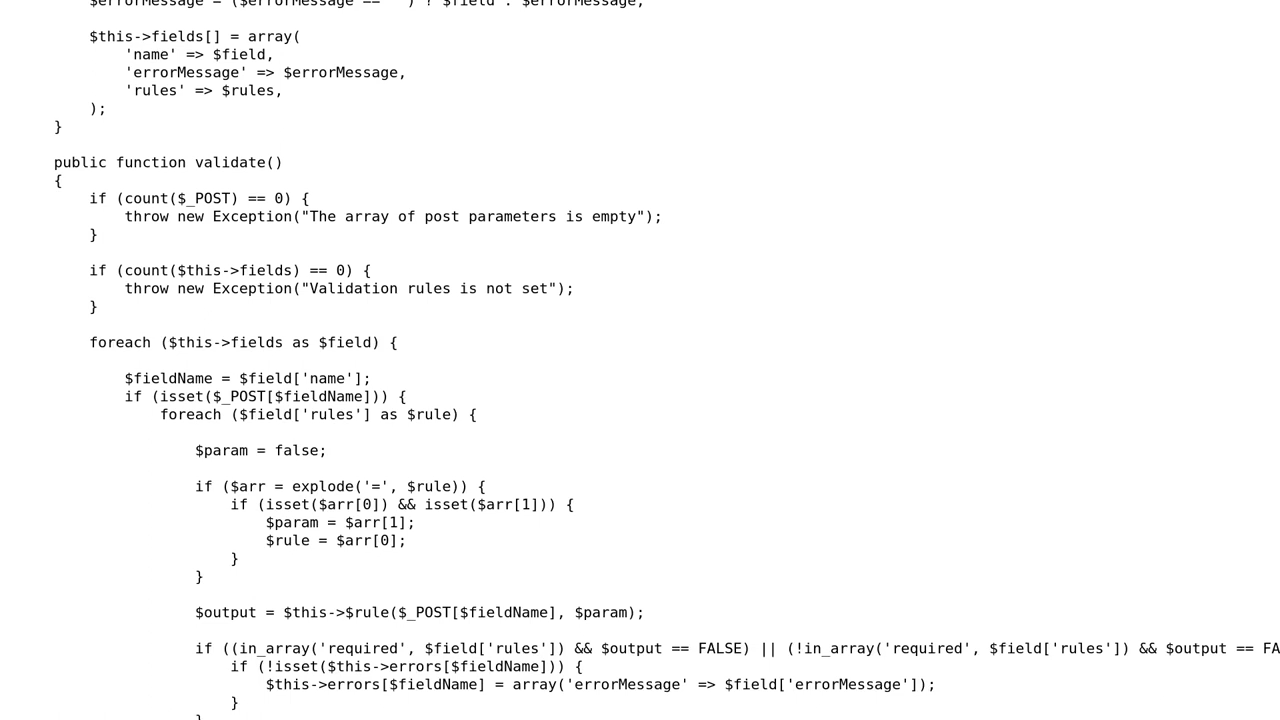 $errorMessage = ($errorMessage == '') ? $field : $errorMessage;
$this->fields[] = array(
'name' => $field,
'errorMessage' => $errorMessage,
'rules' => $rules,
);
}
public function validate()
{
if (count($_POST) == 0) {
throw new Exception("The array of post parameters is empty");
}
if (count($this->fields) == 0) {
throw new Exception("Validation rules is not set");
}
foreach ($this->fields as $field) {
$fieldName = $field['name'];
if (isset($_POST[$fieldName])) {
foreach ($field['rules'] as $rule) {
$param = false;
if ($arr = explode('=', $rule)) {
if (isset($arr[0]) && isset($arr[1])) {
$param = $arr[1];
$rule = $arr[0];
}
}
$output = $this->$rule($_POST[$fieldName], $param);
if ((in_array('required', $field['rules']) && $output == FALSE) || (!in_array('required', $field['rules']) && $output == FA
if (!isset($this->errors[$fieldName])) {
$this->errors[$fieldName] = array('errorMessage' => $field['errorMessage']);
}
}